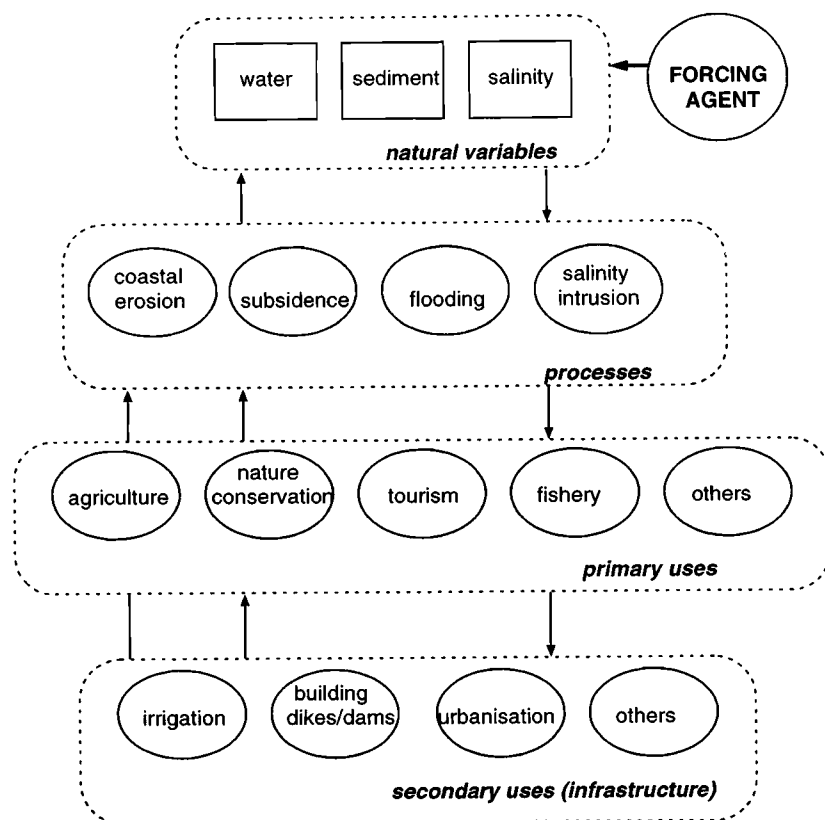 water
sediment
salinity
FORCING
AGENT
natural variables
coastal
erosion
subsidence
flooding
salinity
intrusion
processes
agriculture
nature
conservation
tourism
fishery
others
primary uses
irrigation
building
dikes/dams
urbanisation
others
secondary uses (infrastructure)